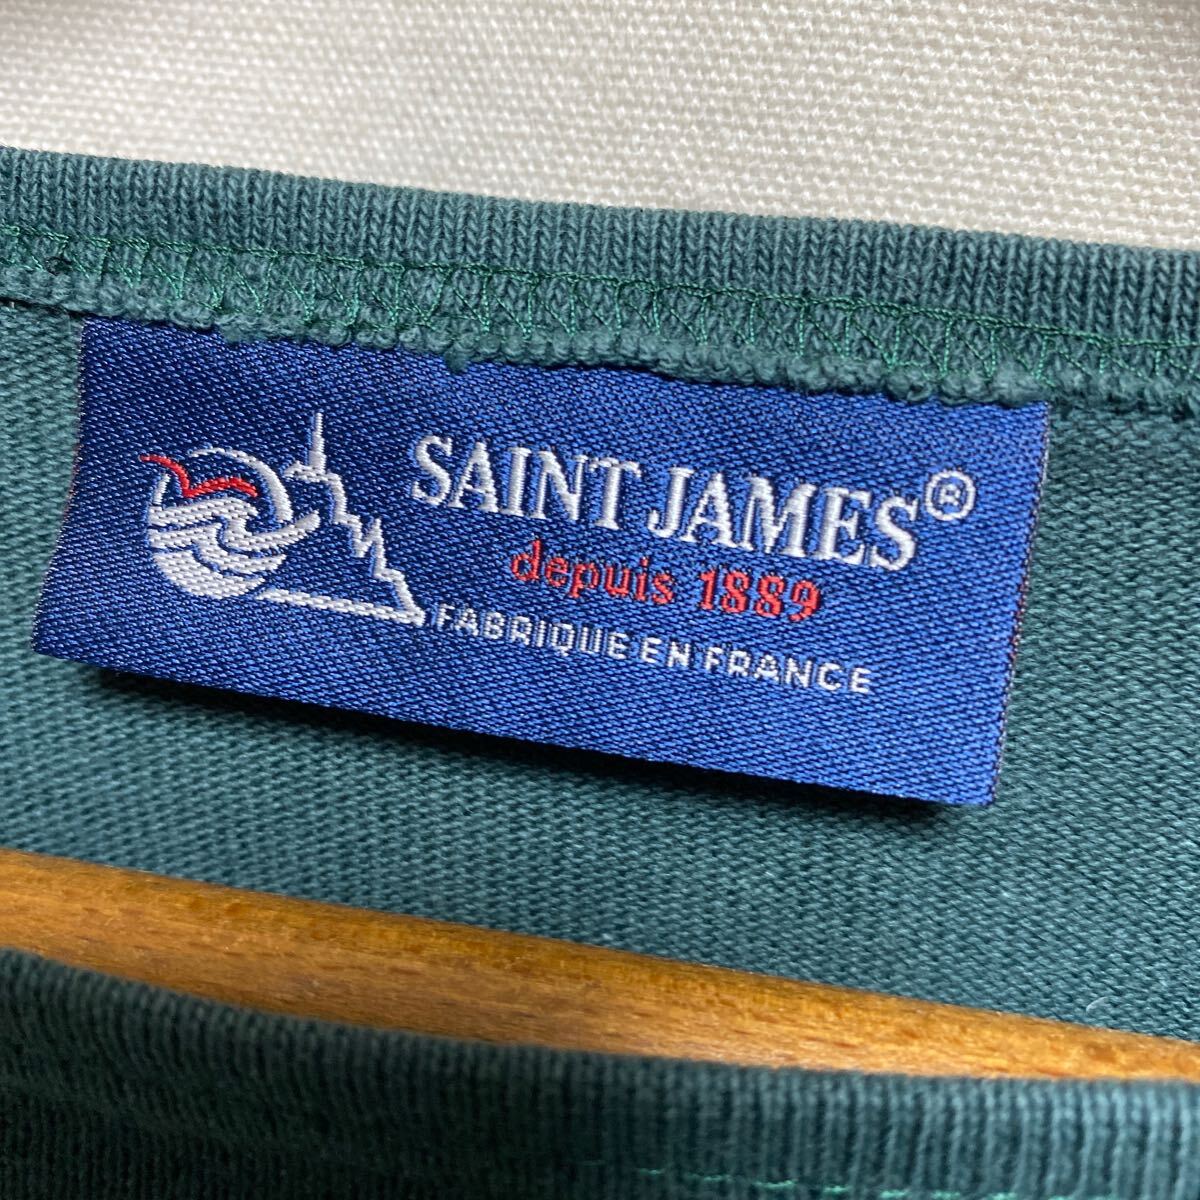 SAINT JAMES®
depuis 1889
FABRIQUE EN FRANCE